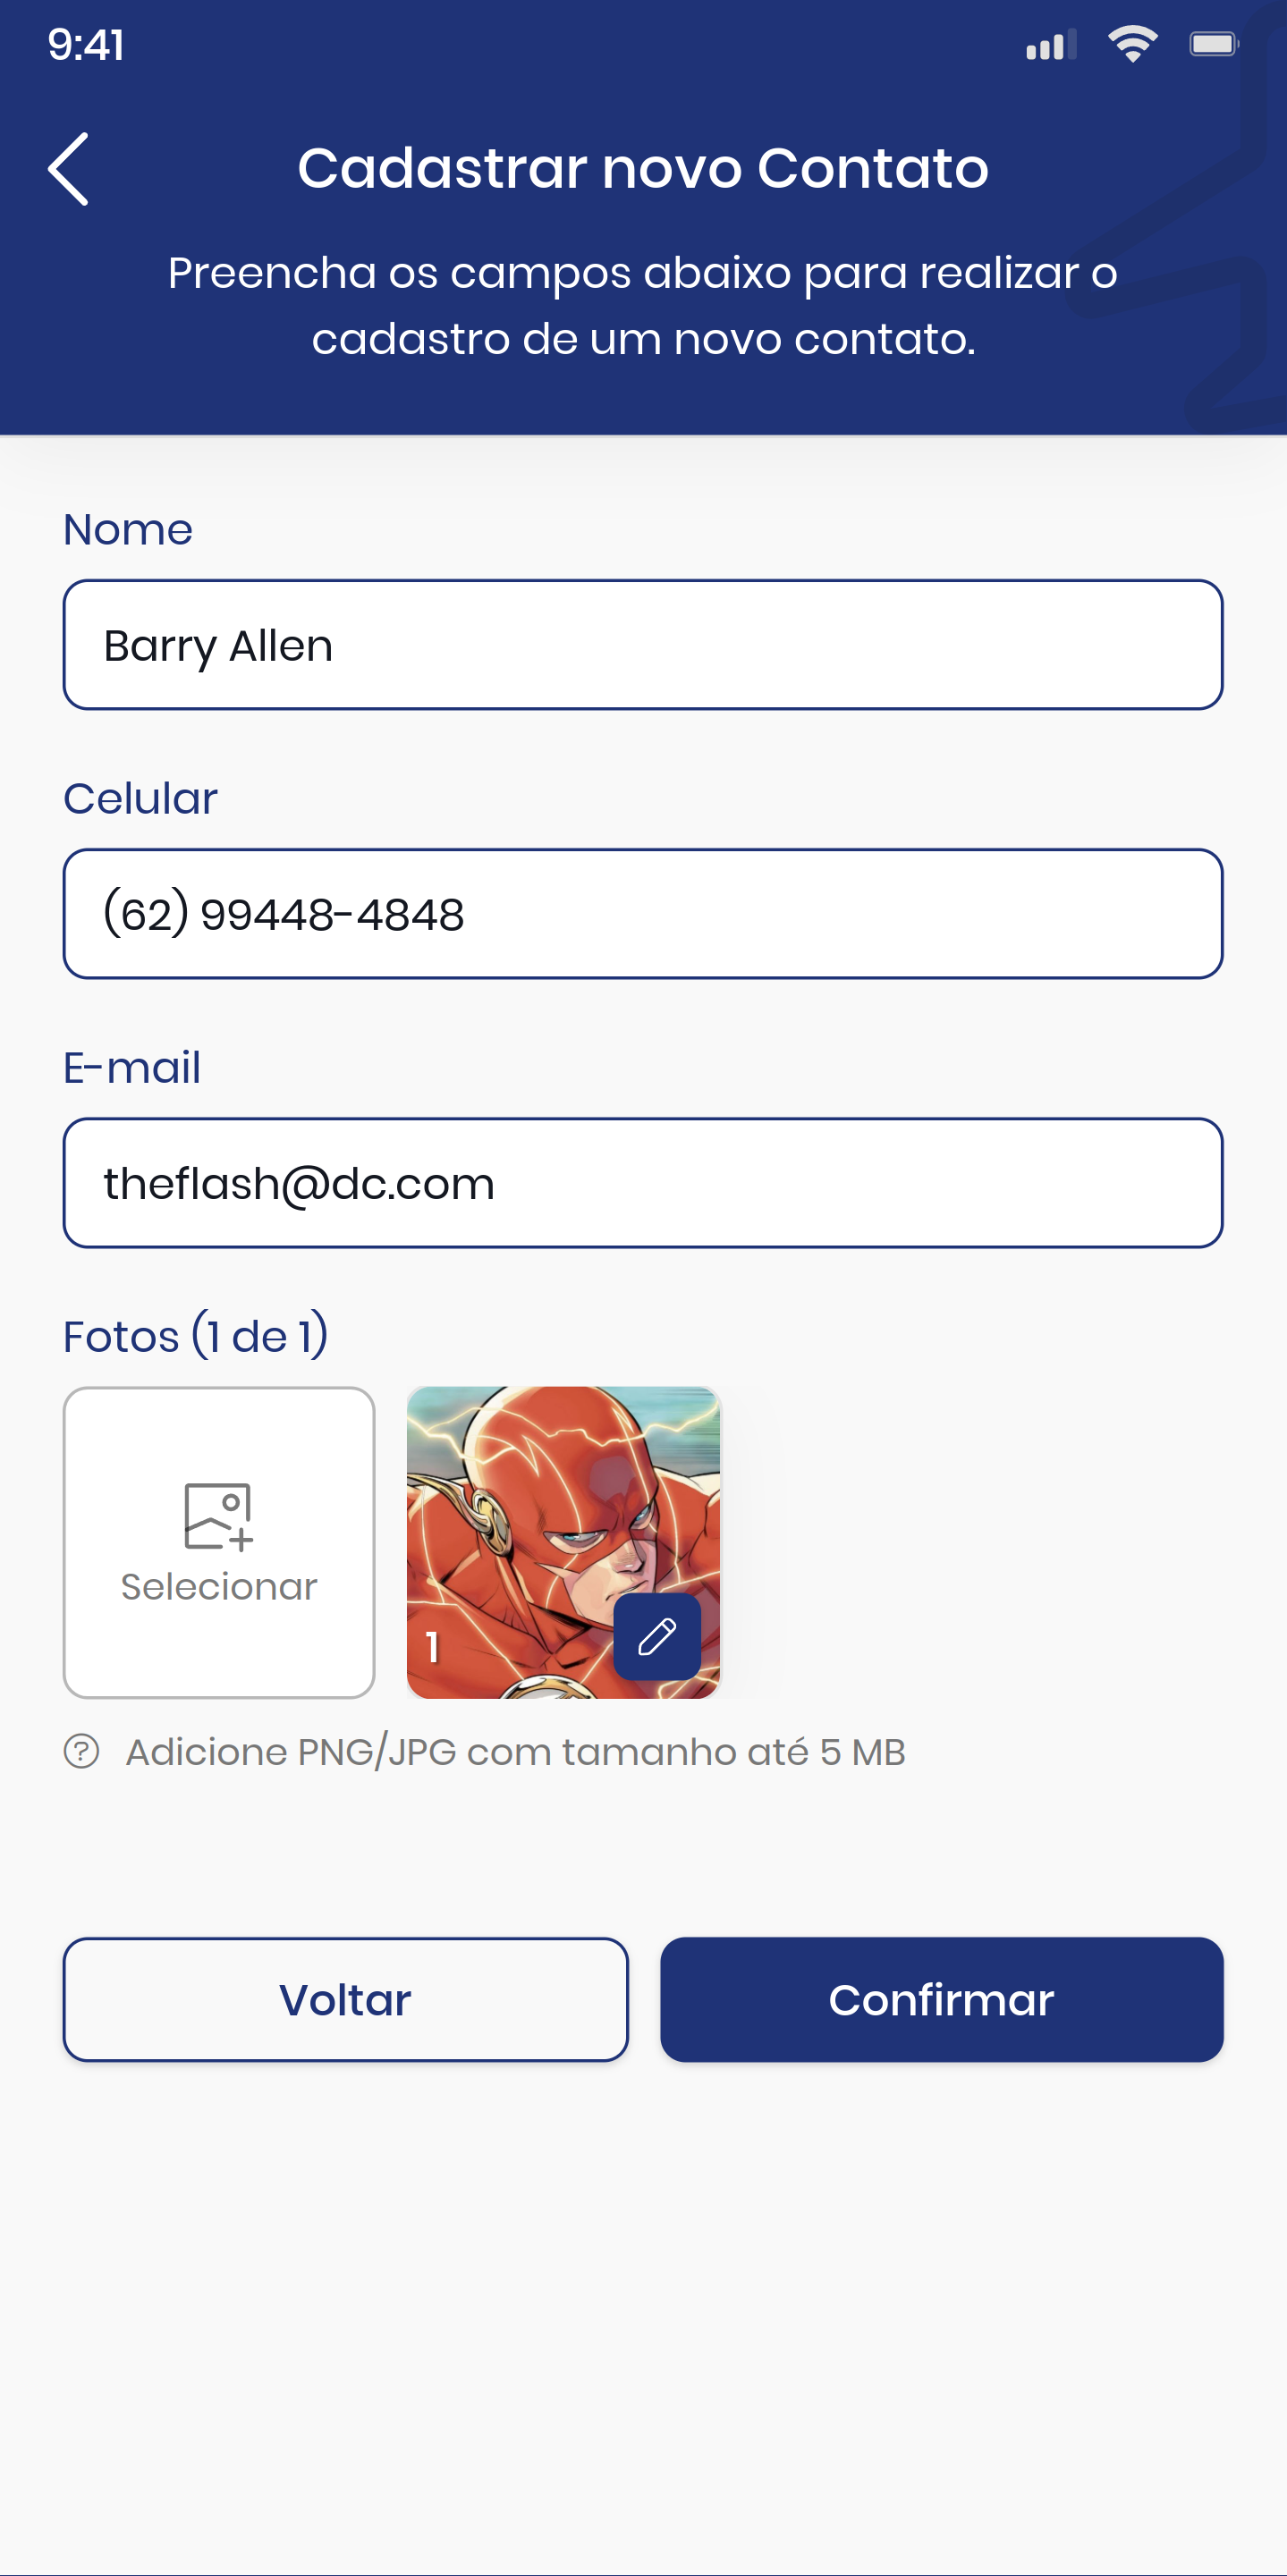 9:41
Cadastrar novo Contato
Preencha os campos abaixo para realizar o
cadastro de um novo contato.
Nome
Barry Allen
Celular
(62) 99448-4848
E-mail
theflash@dc.com
Fotos (1 de 1)
Selecionar
1
Adicione PNG/JPG com tamanho até 5 MB
Voltar
Confirmar